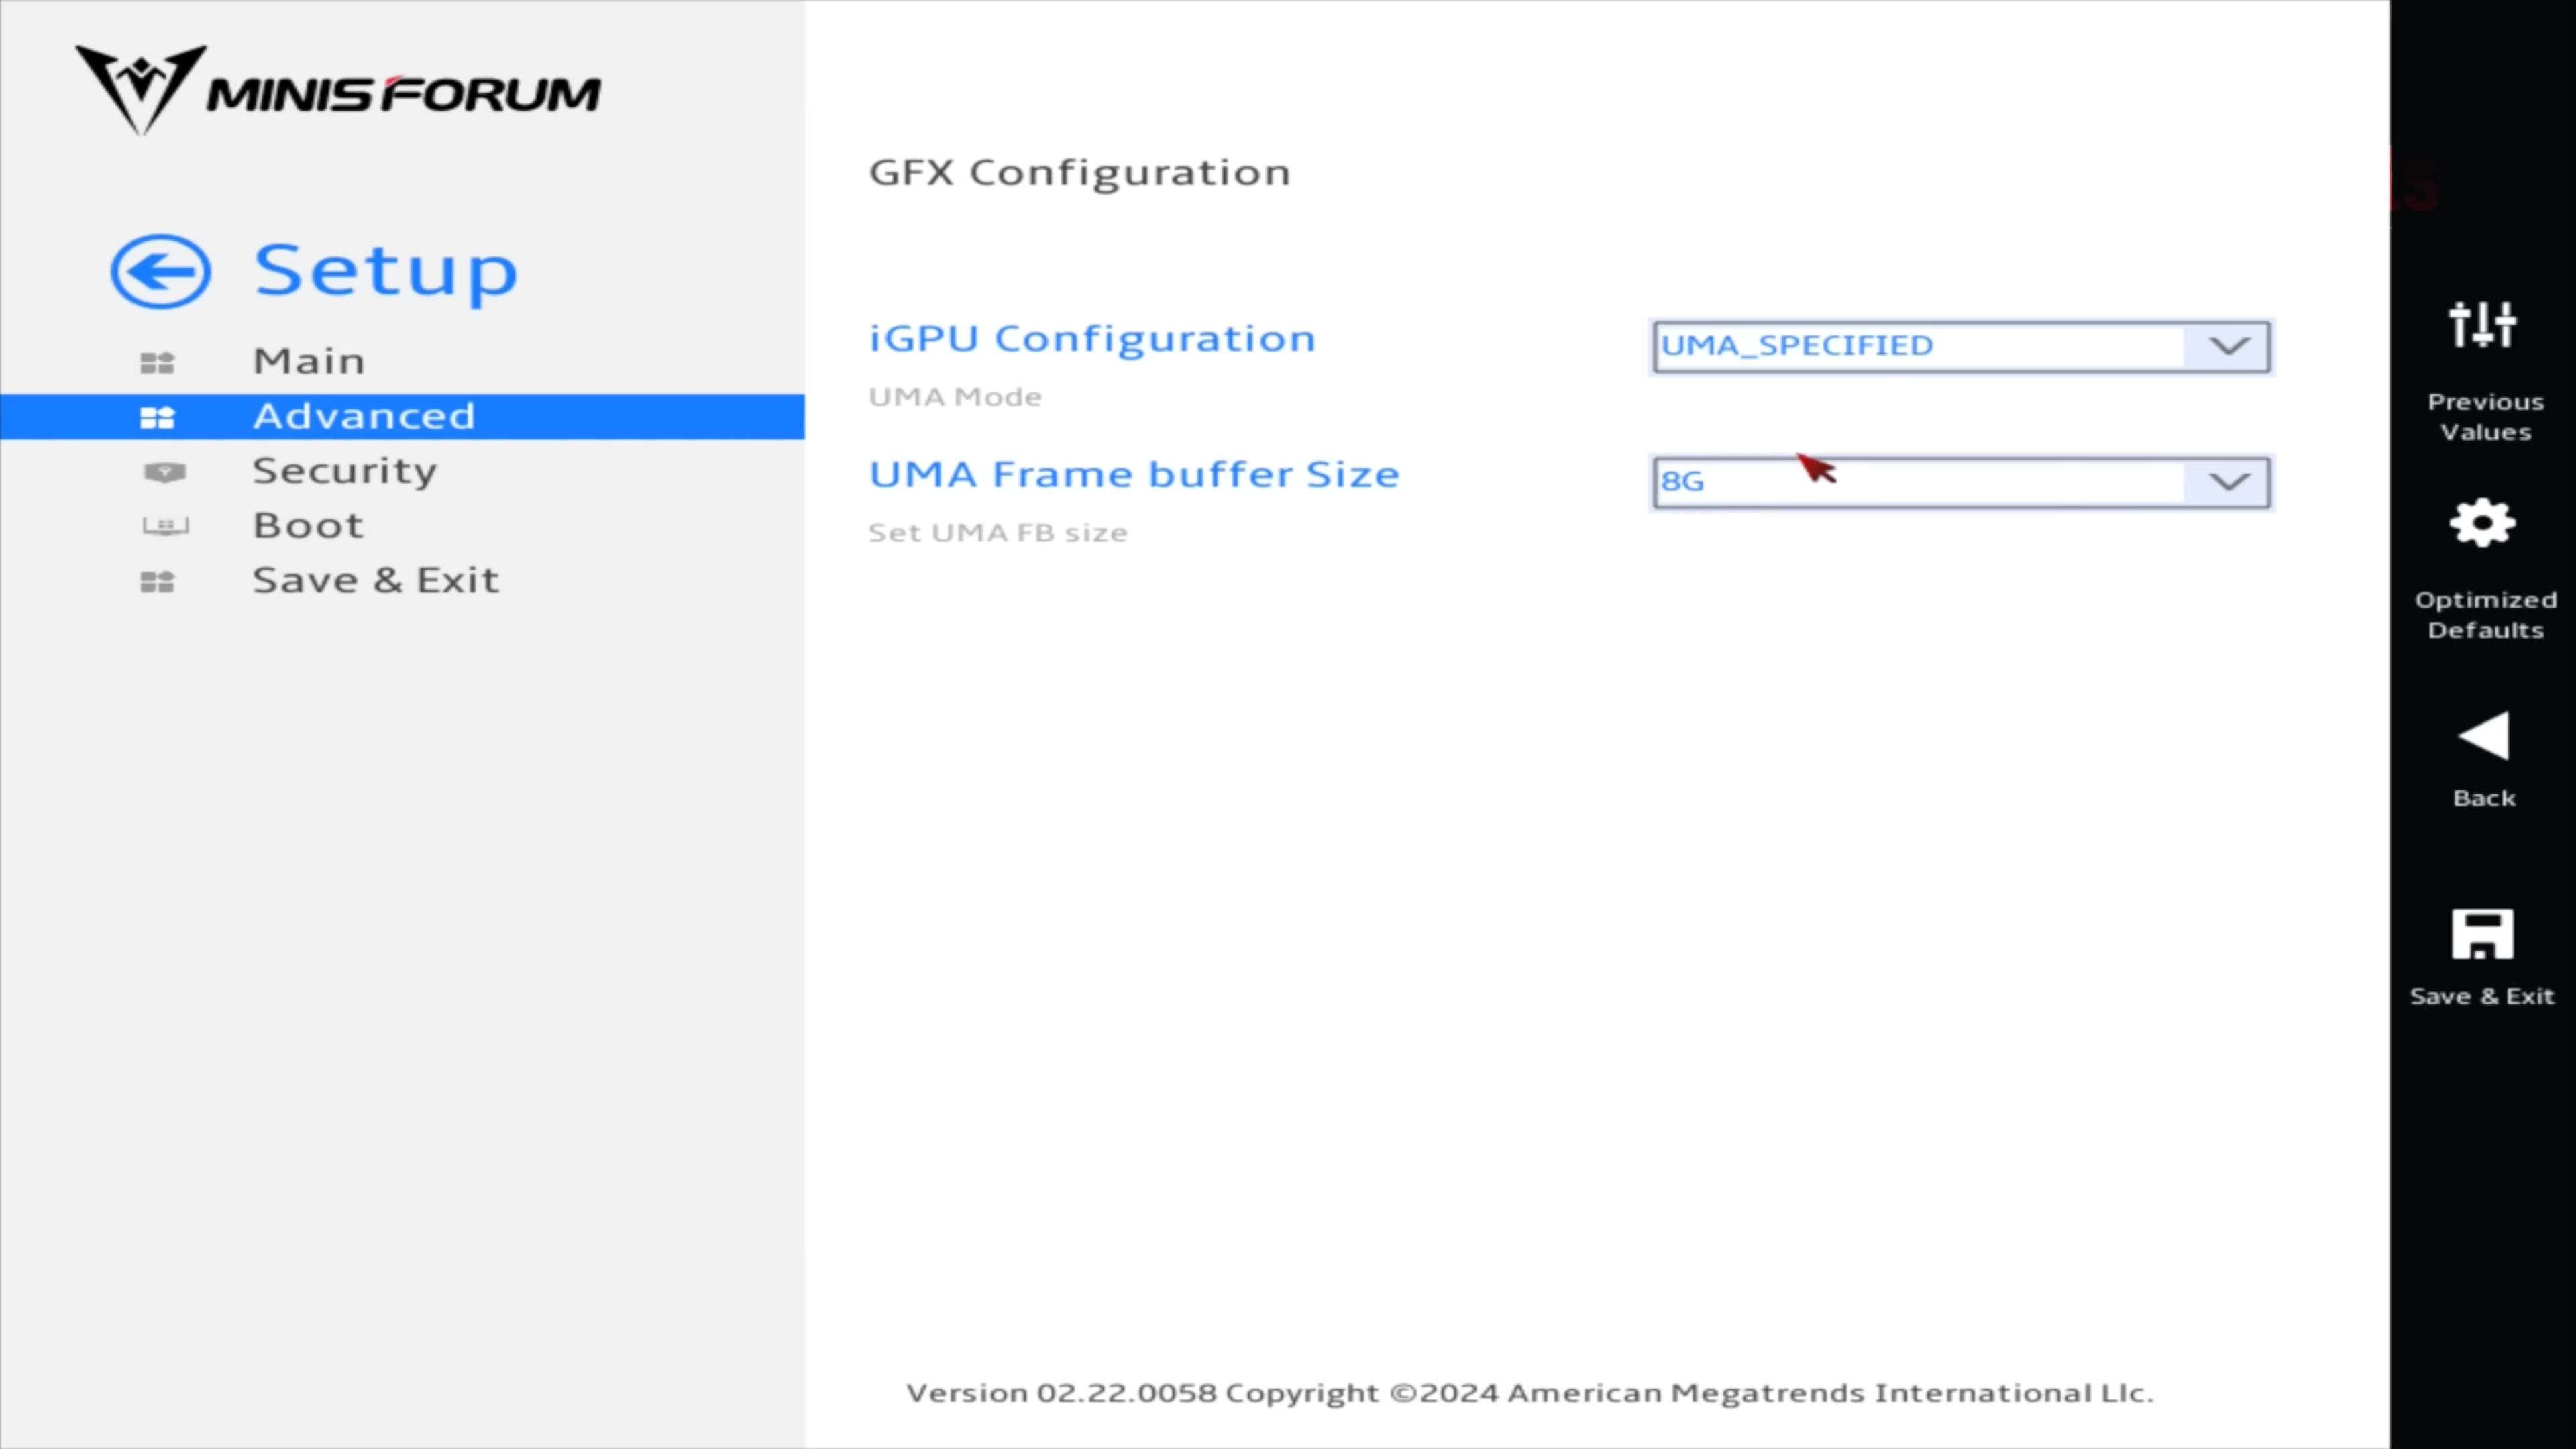 MINISFORUM
Setup
Main
Advanced
Security
Boot
Save & Exit
GFX Configuration
iGPU Configuration
UMA_SPECIFIED
UMA Mode
UMA Frame buffer Size
8G
Set UMA FB size
Version 02.22.0058 Copyright ©2024 American Megatrends International Llc.
Previous
Values
Optimized
Defaults
Back
Save & Exit